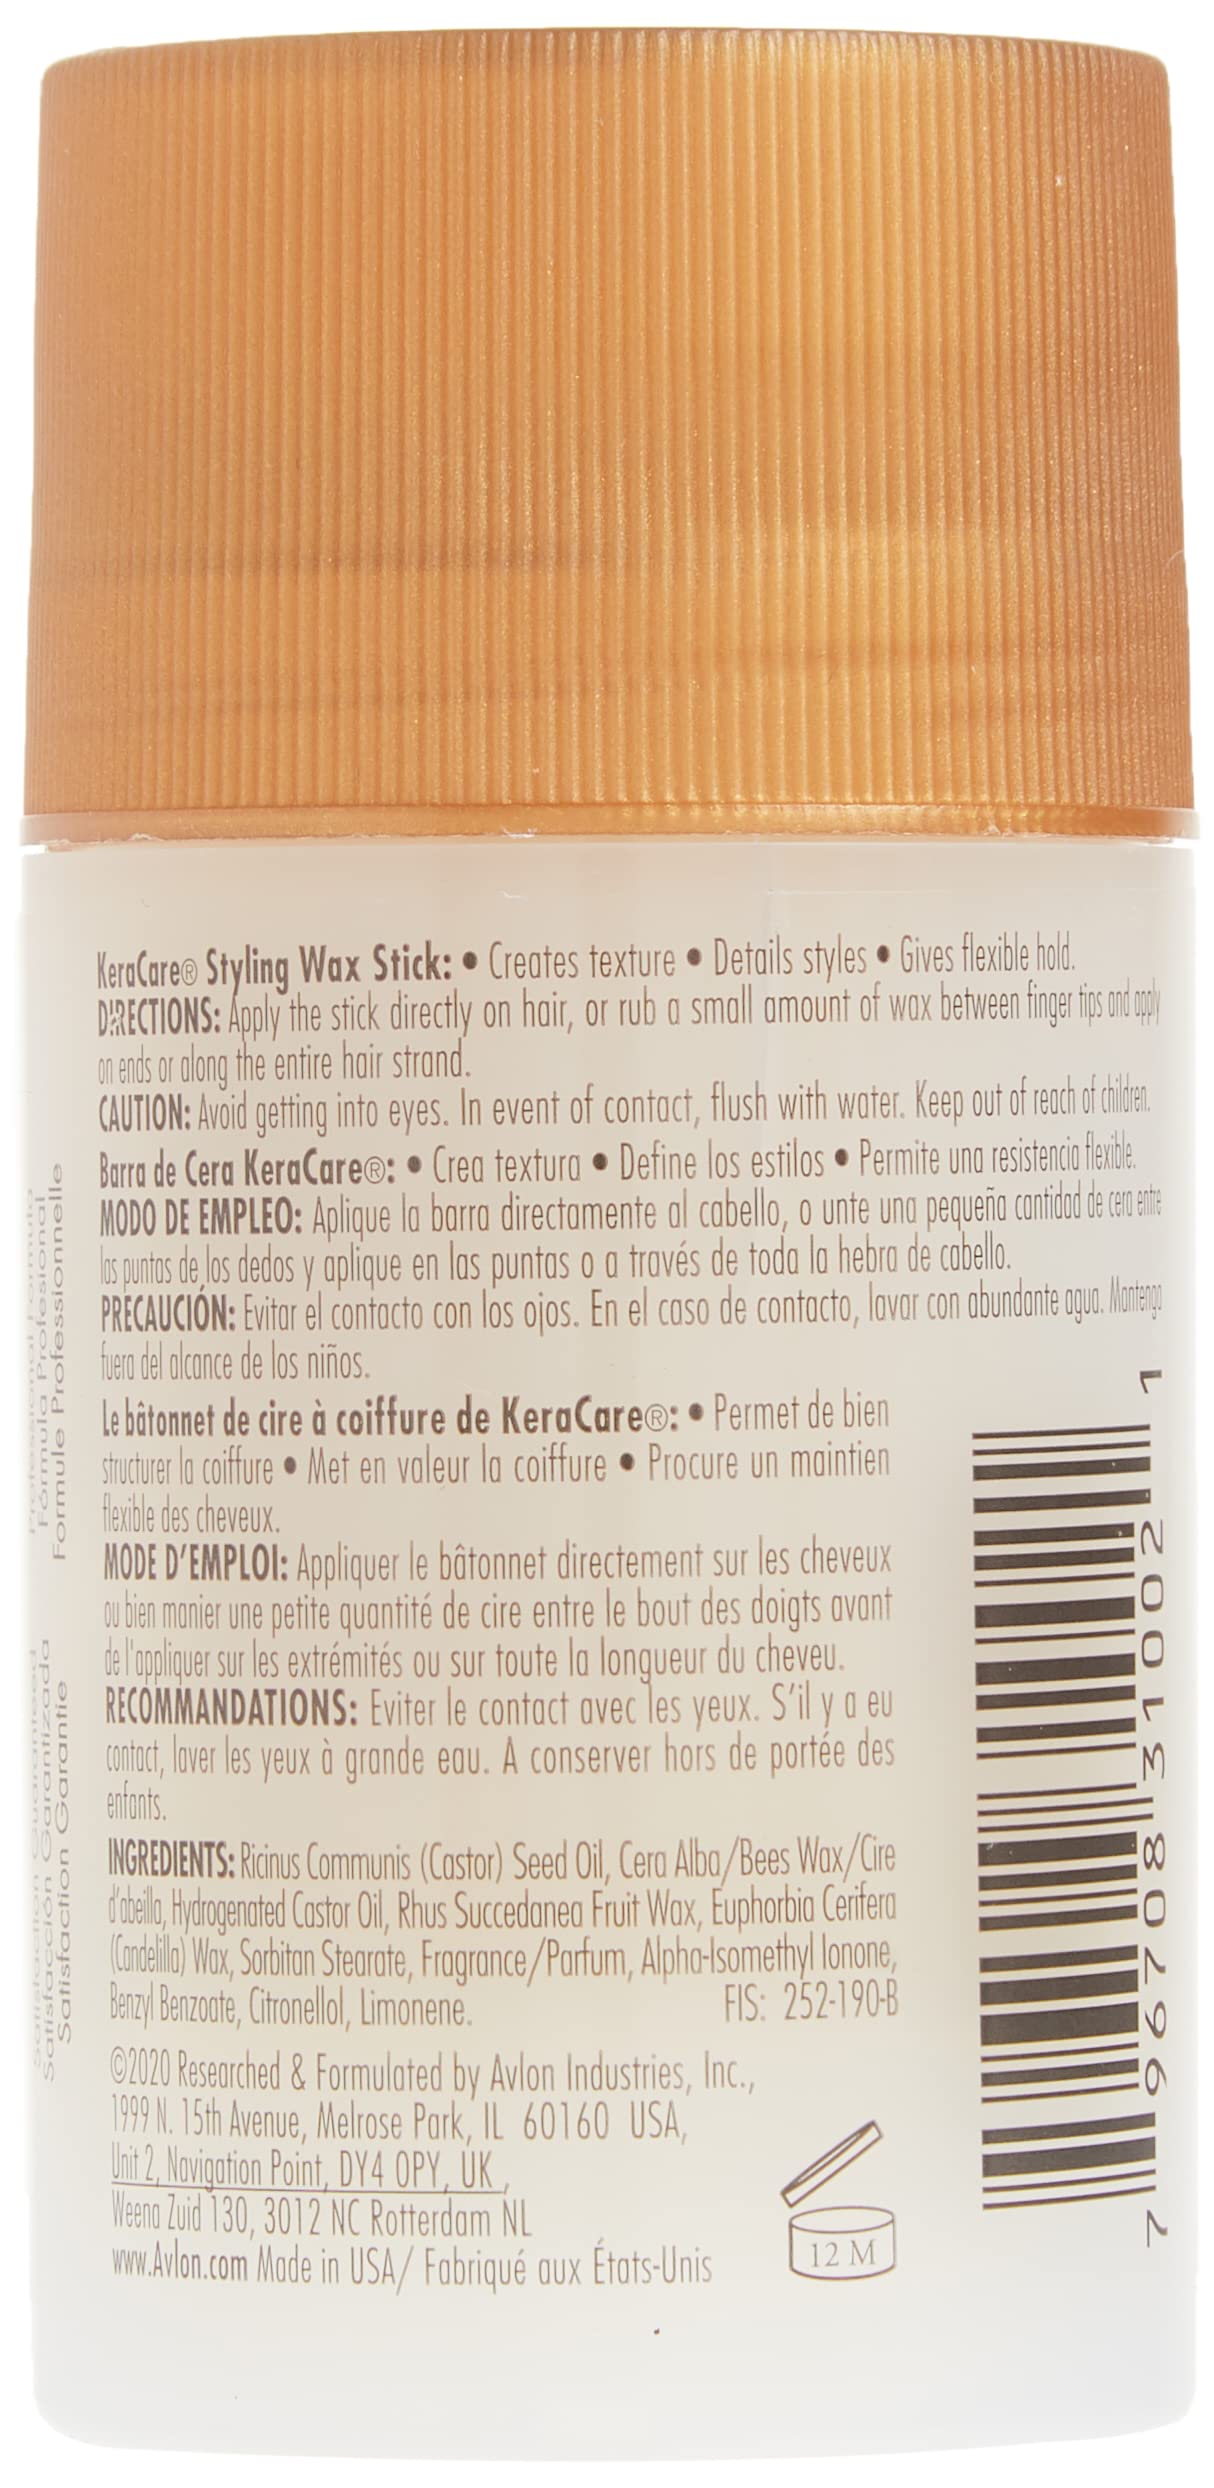 KeraCare® Styling Wax Stick: • Creates texture • Details styles • Gives flexible hold.
DIRECTIONS: Apply the stick directly on hair, or rub a small amount of wax between finger tips and apply
on ends or along the entire hair strand.
CAUTION: Avoid getting into eyes. In event of contact, flush with water. Keep out of reach of children.
Barra de Cera KeraCare®: • Crea textura • Define los estilos • Permite una resistencia flexible.
MODO DE EMPLEO: Aplique la barra directamente al cabello, o unte una pequeña cantidad de cera entre
las puntas de los dedos y aplique en las puntas o a través de toda la hebra de cabello.
PRECAUCIÓN: Evitar el contacto con los ojos. En el caso de contacto, lavar con abundante agua. Mantenga
fuera del alcance de los niños.
Le bâtonnet de cire à coiffure de KeraCare®: • Permet de bien
structurer la coiffure • Met en valeur la coiffure • Procure un maintien
flexible des cheveux.
MODE D'EMPLOI: Appliquer le bâtonnet directement sur les cheveux
ou bien manier une petite quantité de cire entre le bout des doigts avant
de l'appliquer sur les extrémités ou sur toute la longueur du cheveu.
RECOMMANDATIONS: Eviter le contact avec les yeux. S'il y a eu
contact, laver les yeux à grande eau. A conserver hors de portée des
enfants.
INGREDIENTS: Ricinus Communis (Castor) Seed Oil, Cera Alba/Bees Wax/Cire
d'abeilla, Hydrogenated Castor Oil, Rhus Succedanea Fruit Wax, Euphorbia Cerifera
(Candelilla) Wax, Sorbitan Stearate, Fragrance/Parfum, Alpha-Isomethyl Ionone,
Benzyl Benzoate, Citronellol, Limonene. FIS: 252-190-B
©2020 Researched & Formulated by Avlon Industries, Inc.,
1999 N. 15th Avenue, Melrose Park, IL 60160 USA,
Unit 2, Navigation Point, DY4 0PY, UK,
Weena Zuid 130, 3012 NC Rotterdam NL
www.Avlon.com Made in USA/ Fabriqué aux États-Unis
12 M
7 96708 31002 1
Professional Formula
Fórmula Profesional
Formule Professionnelle
Satisfaction Guaranteed
Satisfacción Garantizada
Satisfaction Garantie